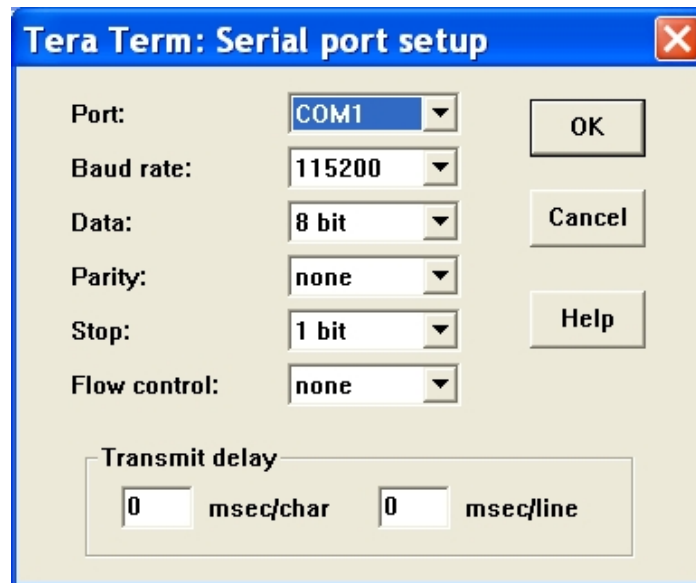 Tera Term: Serial port setup
Port: COM1 OK
Baud rate: 115200
Data: 8 bit Cancel
Parity: none
Stop: 1 bit Help
Flow control: none
Transmit delay
0 msec/char 0 msec/line